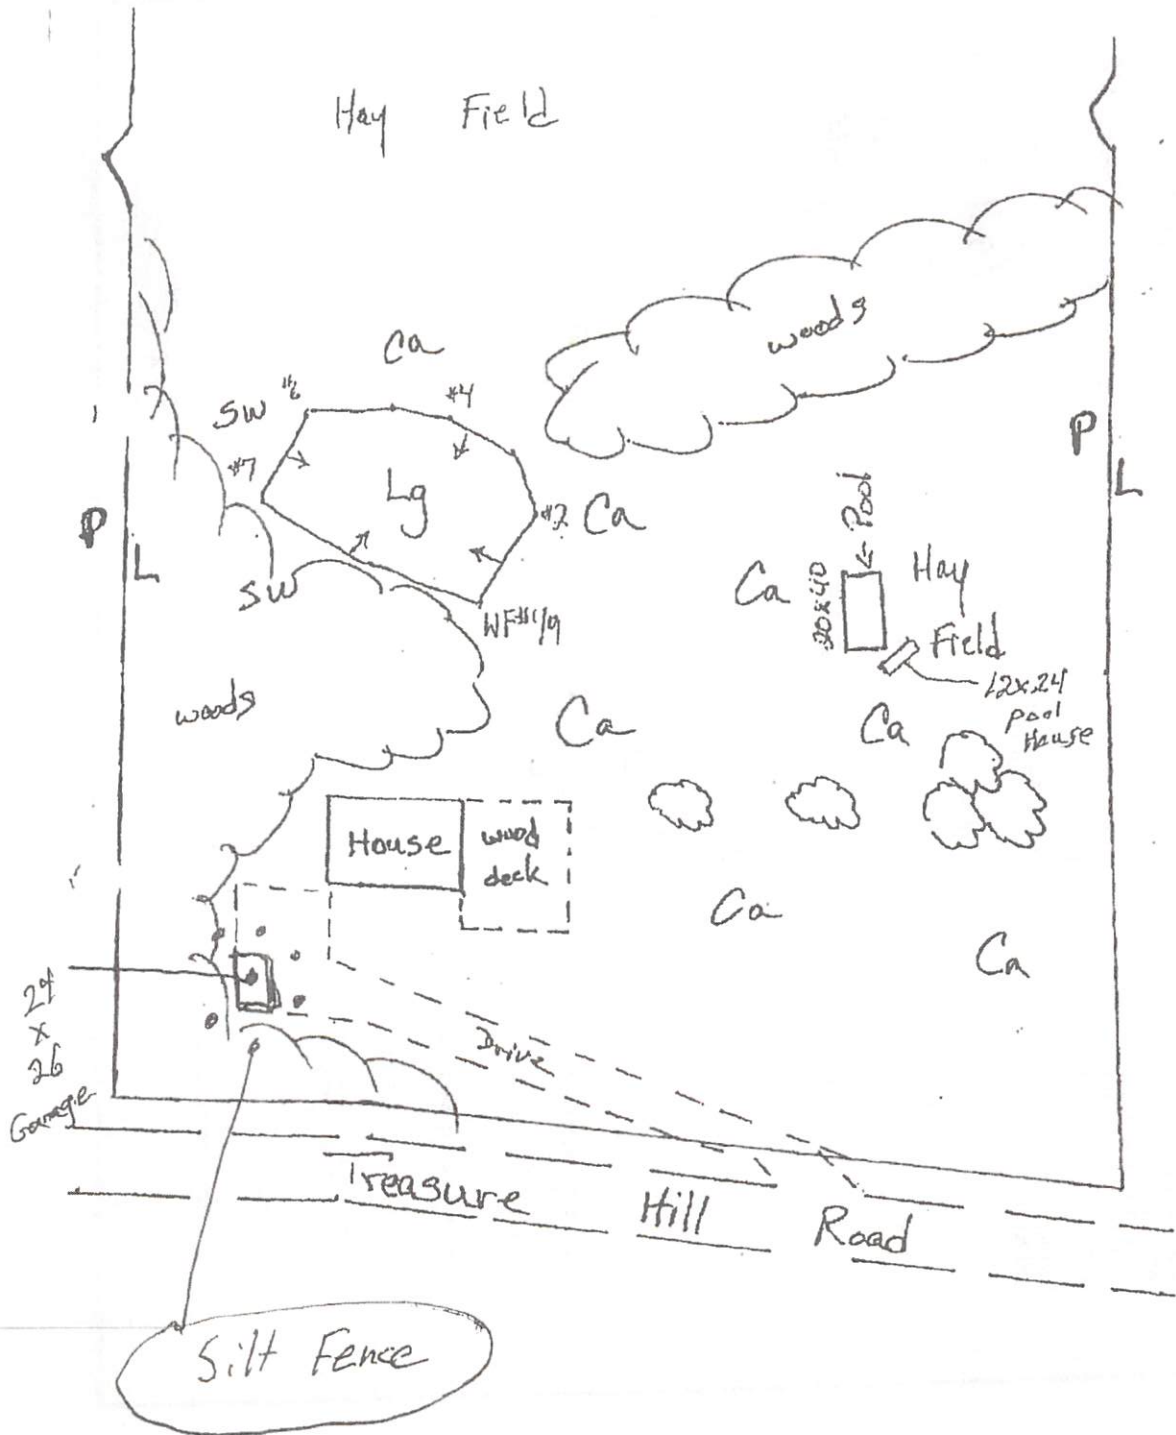 Hay Field
woods
Ca
#6
#4
SW
#7
Lg
#2 Ca
P
L
Pool
20x40
Hay
Field
12x24
Pool
House
P
L
SW
WF#1/9
Ca
woods
Ca
Ca
House
wood
deck
Ca
Ca
24
x
26
Garage
Drive
Treasure Hill Road
Silt Fence